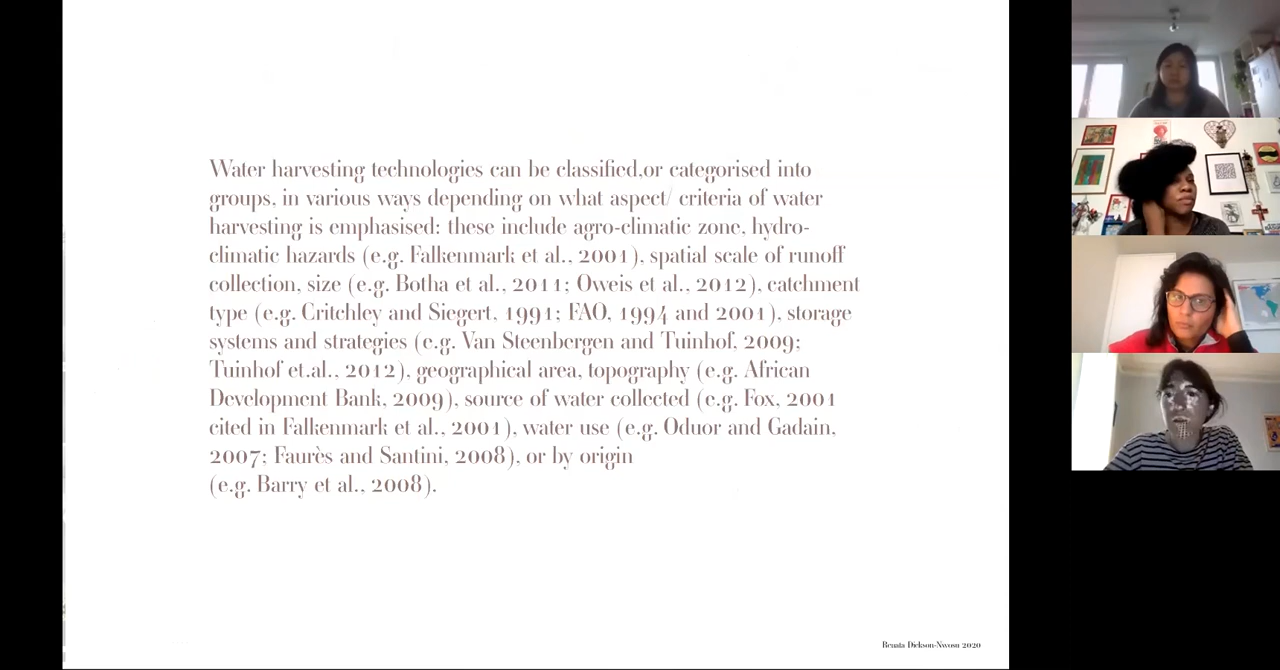 Water harvesting technologies can be classified,or categorised into
groups, in various ways depending on what aspect/ criteria of water
harvesting is emphasised: these include agro-climatic zone, hydro-
climatic hazards (e.g. Falkenmark et al., 2001), spatial scale of runoff
collection, size (e.g. Botha et al., 2011; Oweis et al., 2012), catchment
type (e.g. Critchley and Siegert, 1991; FAO, 1994 and 2001), storage
systems and strategies (e.g. Van Steenbergen and Tuinhof, 2009;
Tuinhof et.al., 2012), geographical area, topography (e.g. African
Development Bank, 2009), source of water collected (e.g. Fox, 2001
cited in Falkenmark et al., 2001), water use (e.g. Oduor and Gadain,
2007; Faurès and Santini, 2008), or by origin
(e.g. Barry et al., 2008).
Renata Dickson-Nwosu 2020